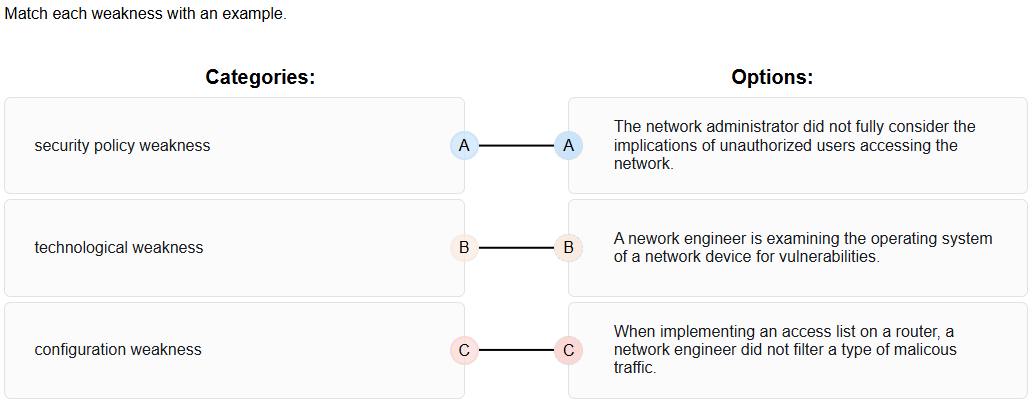 Match each weakness with an example.
Categories:
Options:
security policy weakness
A
A
The network administrator did not fully consider the
implications of unauthorized users accessing the
network.
technological weakness
B
B
A nework engineer is examining the operating system
of a network device for vulnerabilities.
configuration weakness
C
C
When implementing an access list on a router, a
network engineer did not filter a type of malicous
traffic.